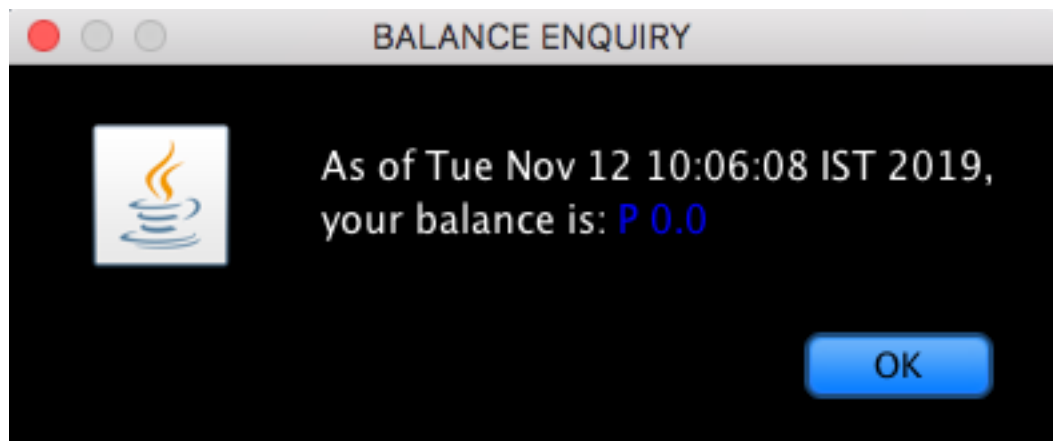 BALANCE ENQUIRY
As of Tue Nov 12 10:06:08 IST 2019,
your balance is: P 0.0
OK